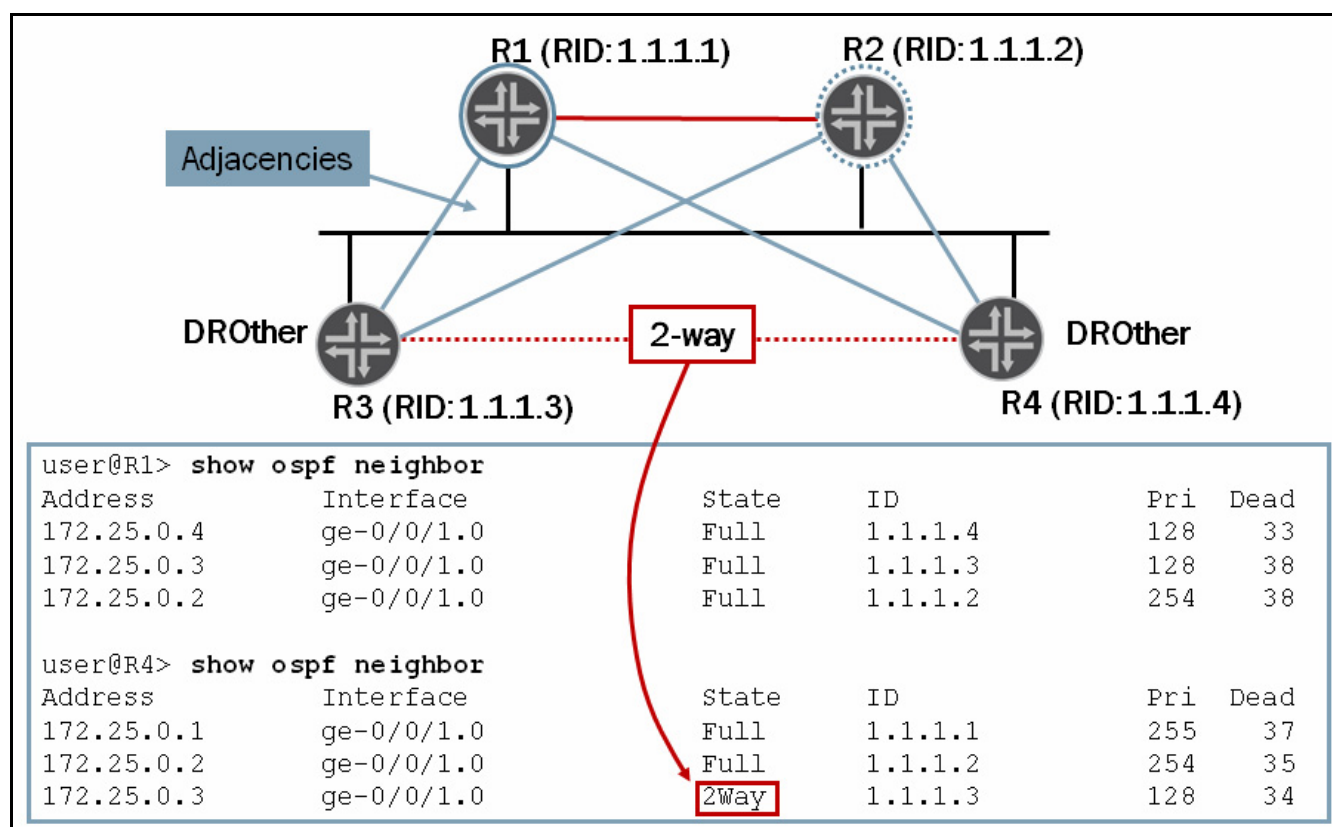 R1 (RID:1.1.1.1)
R2 (RID:1.1.1.2)
Adjacencies
DROther
2-way
DROther
R3 (RID:1.1.1.3)
R4 (RID:1.1.1.4)
user@R1> show ospf neighbor
Address Interface State ID Pri Dead
172.25.0.4 ge-0/0/1.0 Full 1.1.1.4 128 33
172.25.0.3 ge-0/0/1.0 Full 1.1.1.3 128 38
172.25.0.2 ge-0/0/1.0 Full 1.1.1.2 254 38
user@R4> show ospf neighbor
Address Interface State ID Pri Dead
172.25.0.1 ge-0/0/1.0 Full 1.1.1.1 255 37
172.25.0.2 ge-0/0/1.0 Full 1.1.1.2 254 35
172.25.0.3 ge-0/0/1.0 2Way 1.1.1.3 128 34